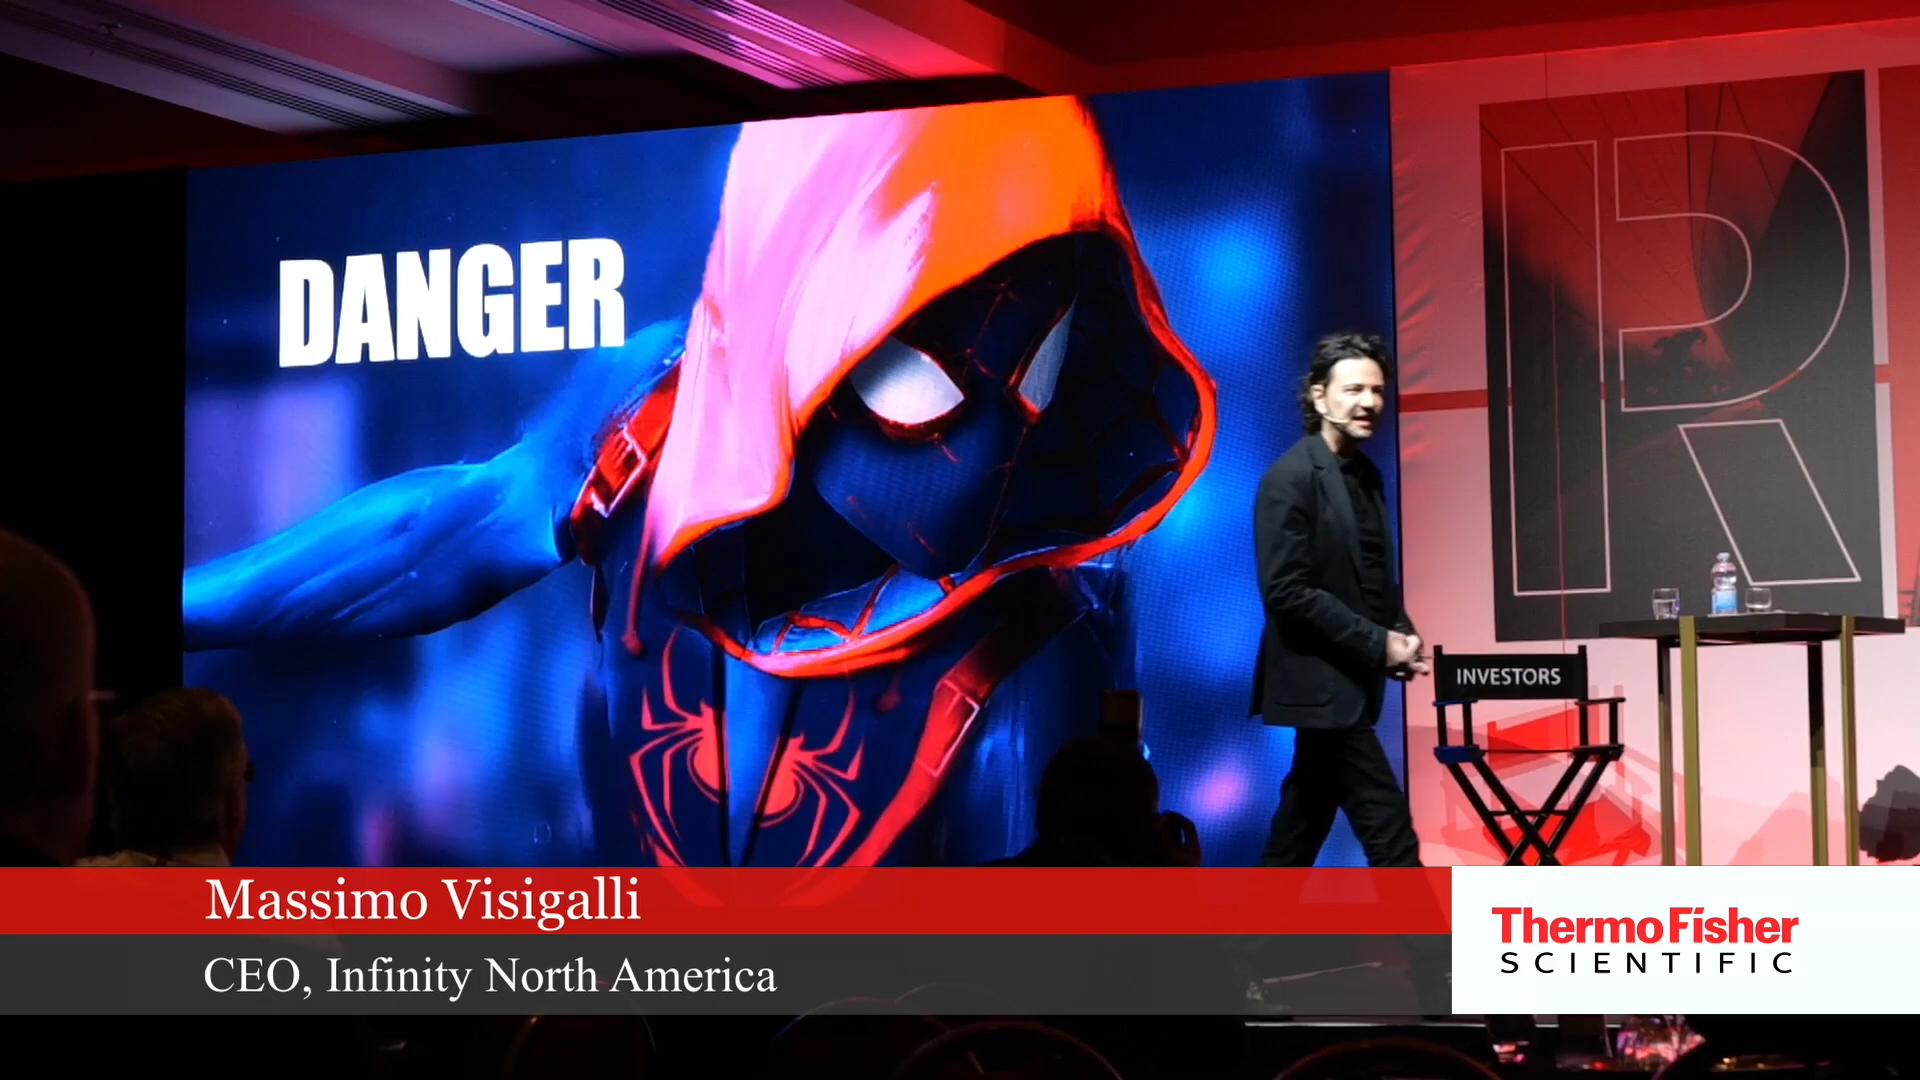 DANGER
R
INVESTORS
Massimo Visigalli
CEO, Infinity North America
ThermoFisher
SCIENTIFIC